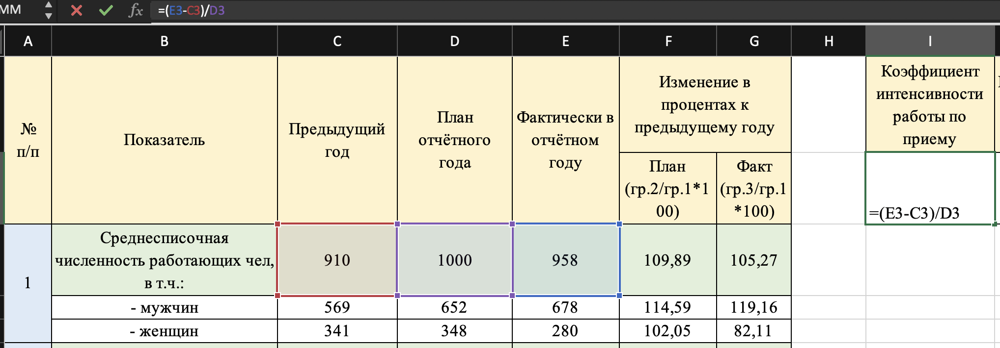 ММ fx =(E3-C3)/D3
A B C D E F G H I
№
п/п
Показатель
Предыдущий
год
План
отчётного
года
Фактически в
отчётном
году
Изменение в
процентах к
предыдущему году
План
(гр.2/гр.1*1
00)
Факт
(гр.3/гр.1
*100)
Коэффициент
интенсивности
работы по
приему
=(E3-C3)/D3
1
Среднесписочная
численность работающих чел,
в т.ч.:
910 1000 958 109,89 105,27
- мужчин 569 652 678 114,59 119,16
- женщин 341 348 280 102,05 82,11